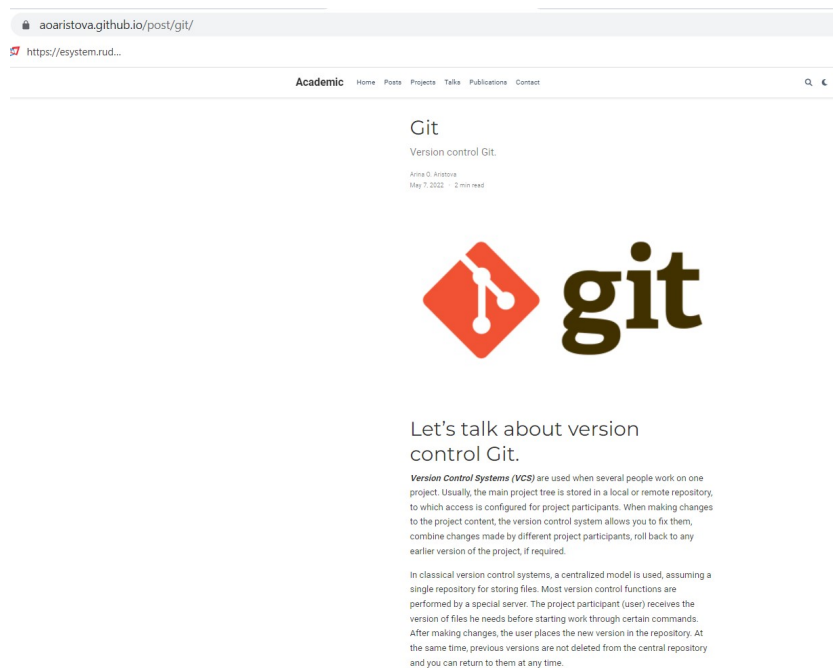 aoaristova.github.io/post/git/
https://esystem.rud...
Academic Home Posts Projects Talks Publications Contact
Git
Version control Git.
Arina O. Aristova
May 7, 2022 · 2 min read
git
Let's talk about version
control Git.
Version Control Systems (VCS) are used when several people work on one
project. Usually, the main project tree is stored in a local or remote repository,
to which access is configured for project participants. When making changes
to the project content, the version control system allows you to fix them,
combine changes made by different project participants, roll back to any
earlier version of the project, if required.
In classical version control systems, a centralized model is used, assuming a
single repository for storing files. Most version control functions are
performed by a special server. The project participant (user) receives the
version of files he needs before starting work through certain commands.
After making changes, the user places the new version in the repository. At
the same time, previous versions are not deleted from the central repository
and you can return to them at any time.